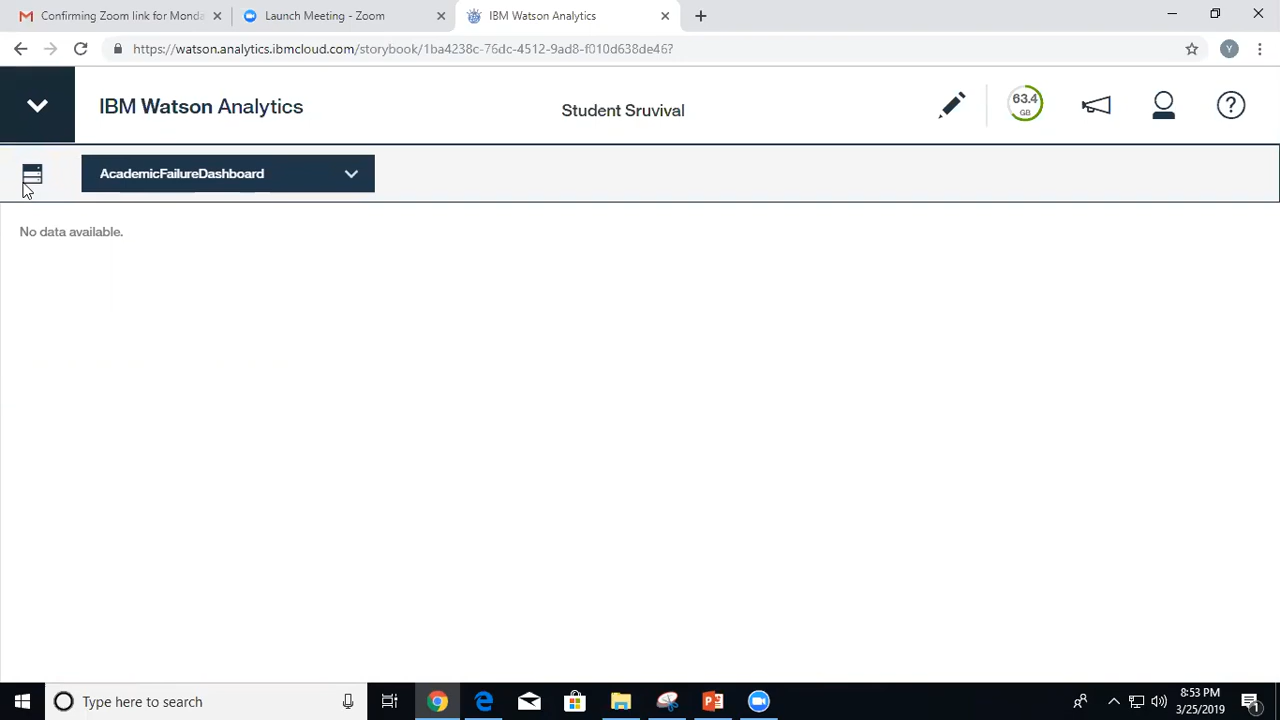 Confirming Zoom link for Monda
Launch Meeting - Zoom
IBM Watson Analytics
https://watson.analytics.ibmcloud.com/storybook/1ba4238c-76dc-4512-9ad8-f010d638de46?
Y
IBM Watson Analytics
Student Sruvival
63.4
GB
?
AcademicFailureDashboard
No data available.
Type here to search
8:53 PM
3/25/2019
1